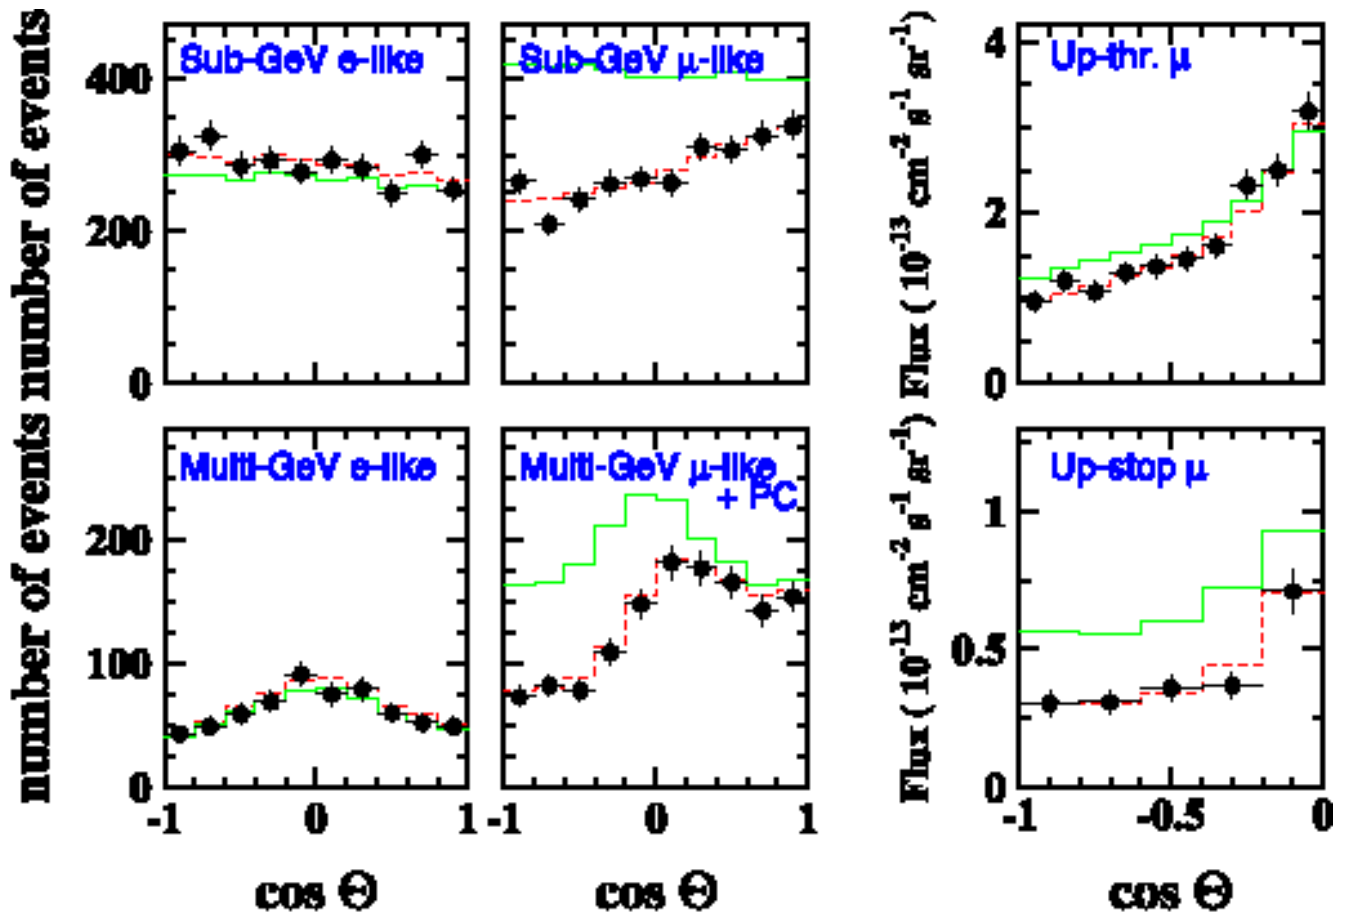 number of events
Sub-GeV e-like
400
200
0
Sub-GeV μ-like
Flux ( 10⁻¹³ cm⁻² s⁻¹ sr⁻¹)
Up-thr. μ
4
2
0
number of events
Multi-GeV e-like
200
100
0
-1 0 1
cos Θ
Multi-GeV μ-like
+ PC
-1 0 1
cos Θ
Flux ( 10⁻¹³ cm⁻² s⁻¹ sr⁻¹)
Up-stop μ
1
0.5
0
-1 -0.5 0
cos Θ